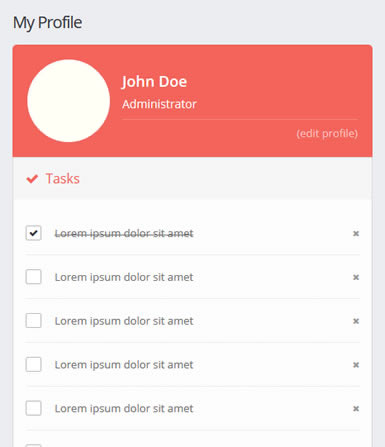 My Profile
John Doe
Administrator
(edit profile)
Tasks
Lorem ipsum dolor sit amet
Lorem ipsum dolor sit amet
Lorem ipsum dolor sit amet
Lorem ipsum dolor sit amet
Lorem ipsum dolor sit amet